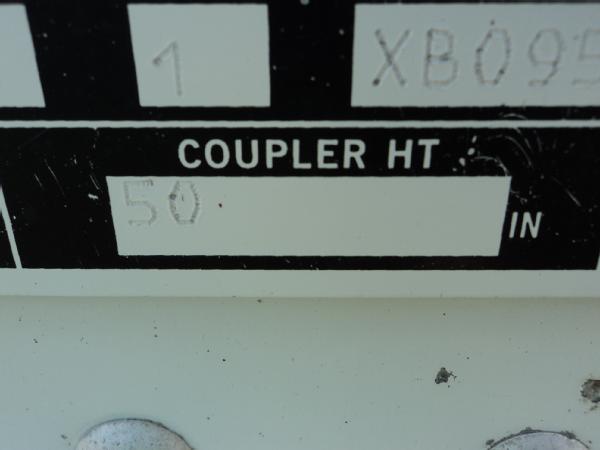 1 XB095
COUPLER HT
50 IN